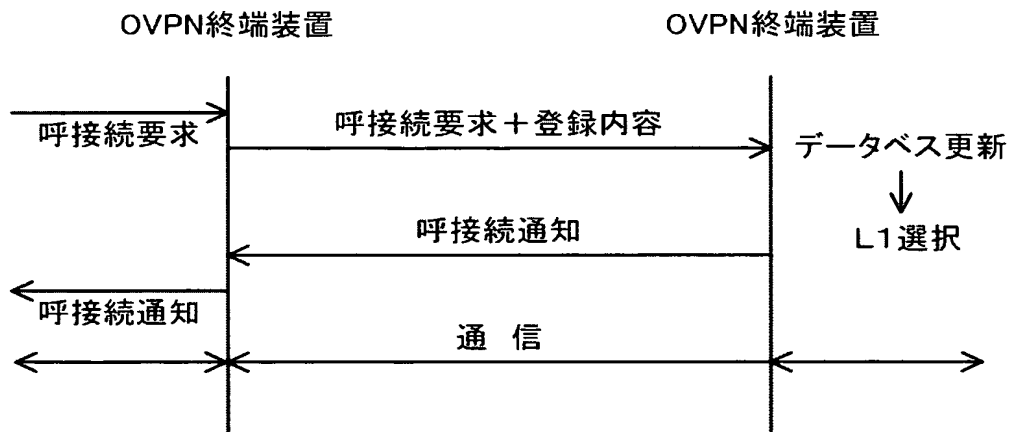 OVPN終端装置
OVPN終端装置
呼接続要求
呼接続要求＋登録内容
データベス更新
L1選択
呼接続通知
呼接続通知
通 信